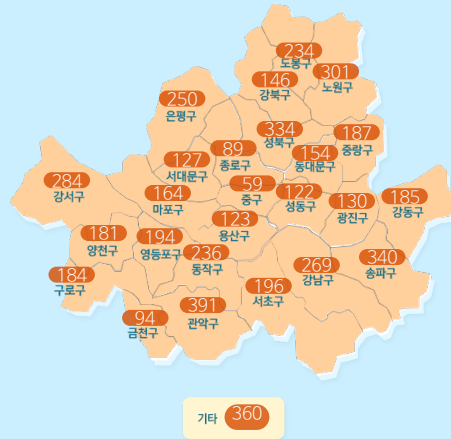 234
도봉구
301
노원구
146
강북구
250
은평구
334
성북구
187
중랑구
89
종로구
154
동대문구
127
서대문구
284
강서구
164
마포구
59
중구
122
성동구
130
광진구
185
강동구
123
용산구
181
양천구
194
영등포구
236
동작구
340
송파구
269
강남구
184
구로구
196
서초구
391
관악구
94
금천구
기타 360